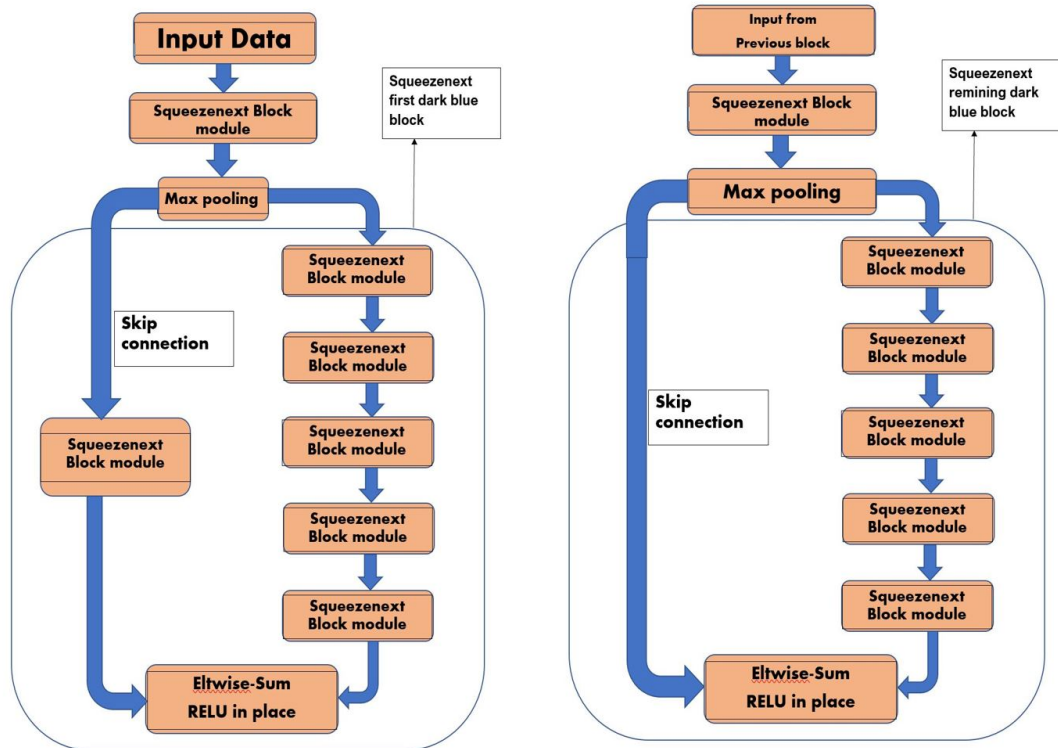 Input Data
Squeezenext Block
module
Max pooling
Squeezenext
first dark blue
block
Skip
connection
Squeezenext
Block module
Squeezenext
Block module
Squeezenext
Block module
Squeezenext
Block module
Squeezenext
Block module
Squeezenext
Block module
Eltwise-Sum
RELU in place
Input from
Previous block
Squeezenext Block
module
Max pooling
Squeezenext
remining dark
blue block
Skip
connection
Squeezenext
Block module
Squeezenext
Block module
Squeezenext
Block module
Squeezenext
Block module
Squeezenext
Block module
Eltwise-Sum
RELU in place